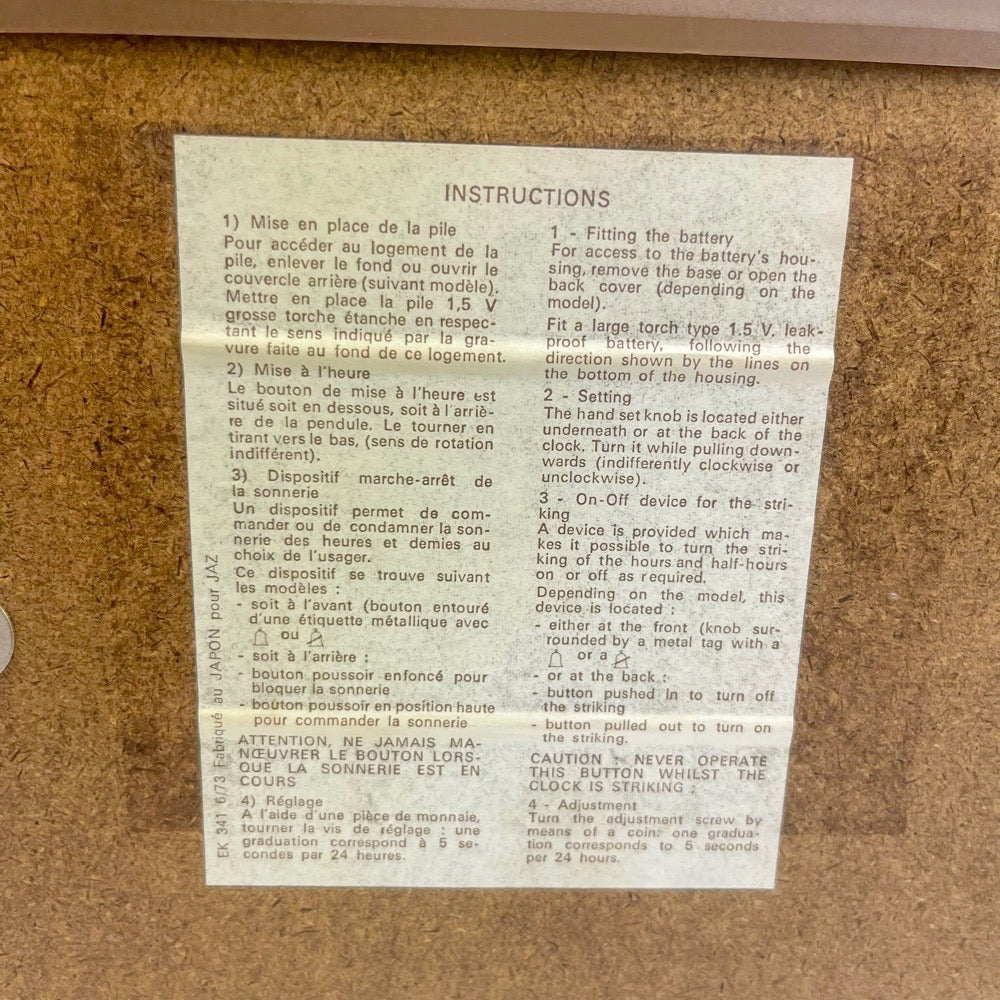 INSTRUCTIONS
1) Mise en place de la pile
Pour accéder au logement de la
pile, enlever le fond ou ouvrir le
couvercle arrière (suivant modèle).
Mettre en place la pile 1,5 V
grosse torche étanche en respec-
tant le sens indiqué par la gra-
vure faite au fond de ce logement.
2) Mise à l'heure
Le bouton de mise à l'heure est
situé soit en dessous, soit à l'arriè-
re de la pendule. Le tourner en
tirant vers le bas, (sens de rotation
indifférent).
3) Dispositif marche-arrêt de
la sonnerie
Un dispositif permet de com-
mander ou de condamner la son-
nerie des heures et demies au
choix de l'usager.
Ce dispositif se trouve suivant
les modèles :
- soit à l'avant (bouton entouré
d'une étiquette métallique avec
ou
- soit à l'arrière :
- bouton poussoir enfoncé pour
bloquer la sonnerie
- bouton poussoir en position haute
pour commander la sonnerie
ATTENTION, NE JAMAIS MA-
NŒUVRER LE BOUTON LORS-
QUE LA SONNERIE EST EN
COURS
4) Réglage
A l'aide d'une pièce de monnaie,
tourner la vis de réglage : une
graduation correspond à 5 se-
condes par 24 heures.
1 - Fitting the battery
For access to the battery's hou-
sing, remove the base or open the
back cover (depending on the
model).
Fit a large torch type 1.5 V. leak-
proof battery, following the
direction shown by the lines on
the bottom of the housing.
2 - Setting
The hand set knob is located either
underneath or at the back of the
clock. Turn it while pulling down-
wards (indifferently clockwise or
unclockwise).
3 - On-Off device for the stri-
king
A device is provided which ma-
kes it possible to turn the stri-
king of the hours and half-hours
on or off as required.
Depending on the model, this
device is located :
- either at the front (knob sur-
rounded by a metal tag with a
or a
- or at the back :
- button pushed In to turn off
the striking
- button pulled out to turn on
the striking.
CAUTION : NEVER OPERATE
THIS BUTTON WHILST THE
CLOCK IS STRIKING ;
4 - Adjustment
Turn the adjustment screw by
means of a coin: one gradua-
tion corresponds to 5 seconds
per 24 hours.
EK 341 6/73 Fabriqué au JAPON pour JAZ